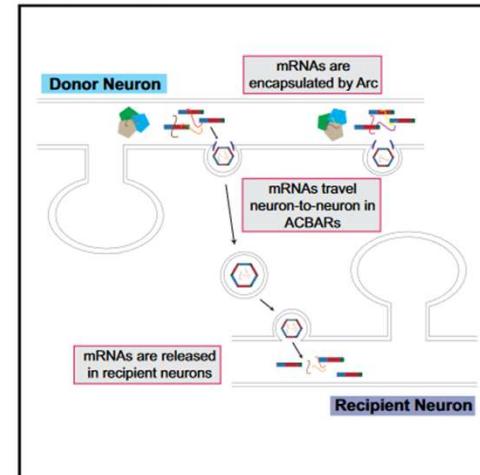 mRNAs are
encapsulated by Arc
Donor Neuron
mRNAs travel
neuron-to-neuron in
ACBARs
mRNAs are released
in recipient neurons
Recipient Neuron